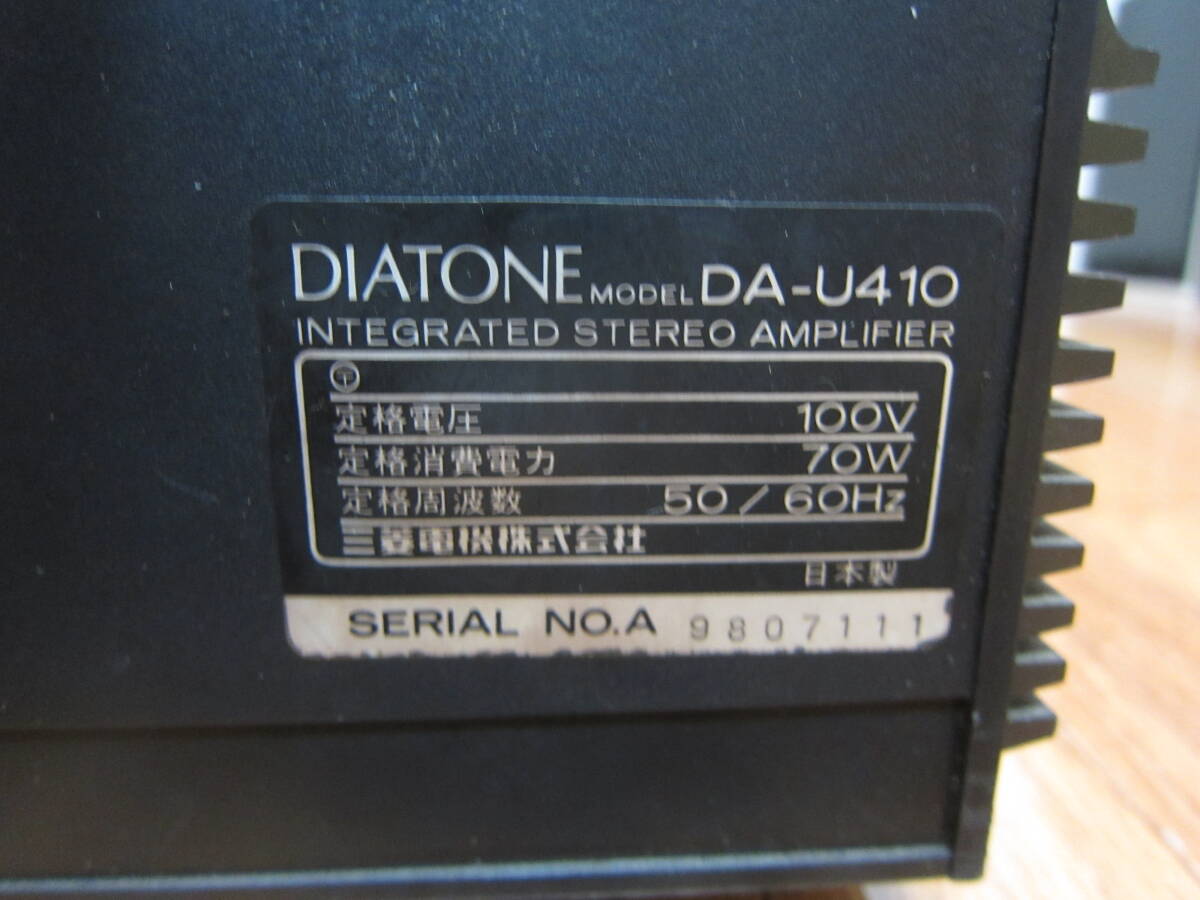 DIATONE MODEL DA-U410
INTEGRATED STEREO AMPLIFIER
〒
定格電圧 100V
定格消費電力 70W
定格周波数 50/60Hz
三菱電機株式会社
日本製
SERIAL NO.A 9807111